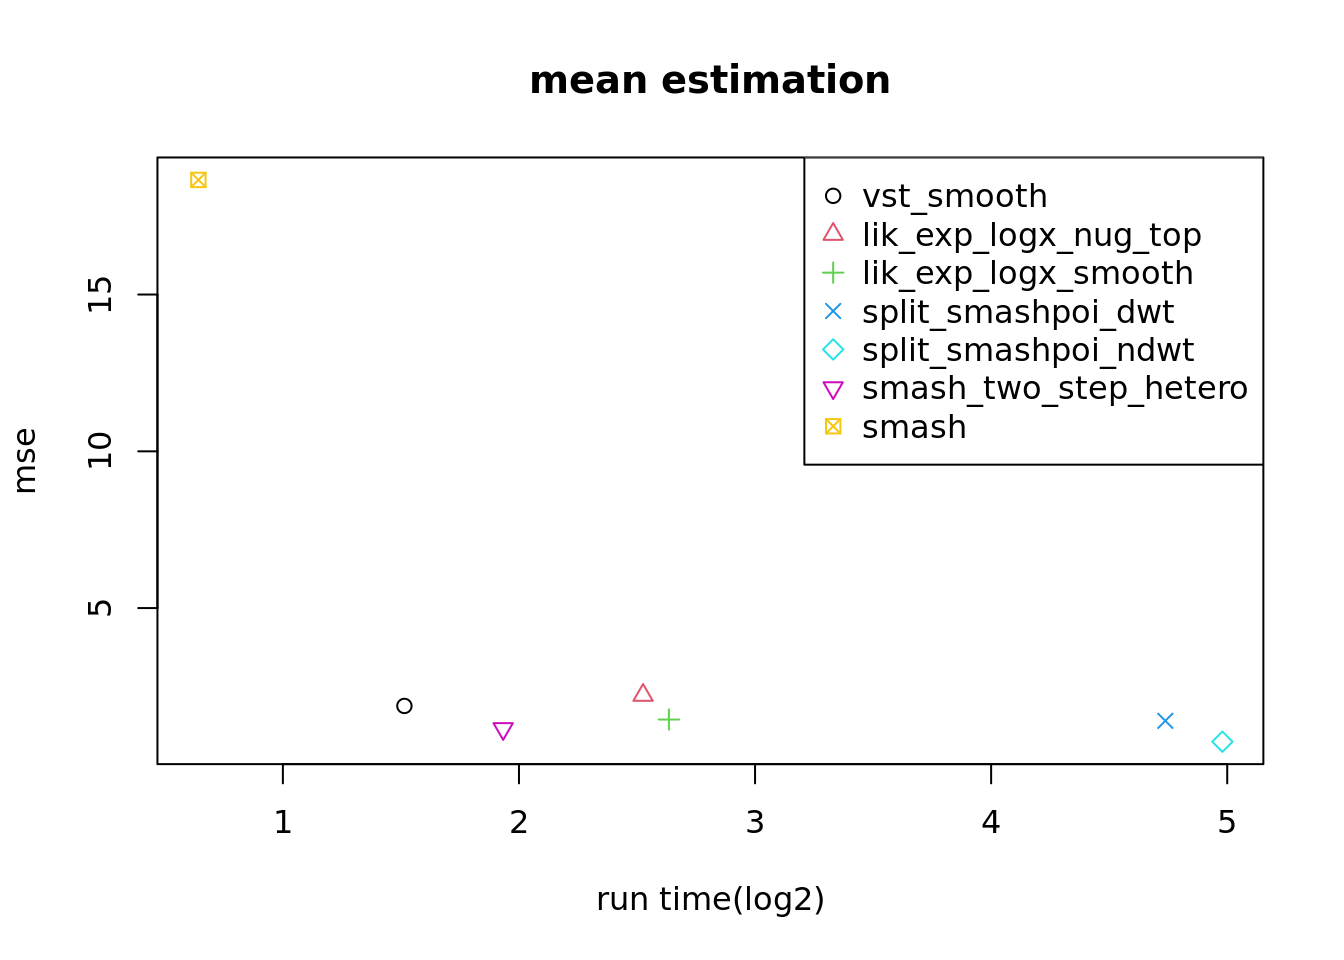 mean estimation
vst_smooth
lik_exp_logx_nug_top
lik_exp_logx_smooth
split_smashpoi_dwt
split_smashpoi_ndwt
smash_two_step_hetero
smash
15
10
5
mse
1 2 3 4 5
run time(log2)